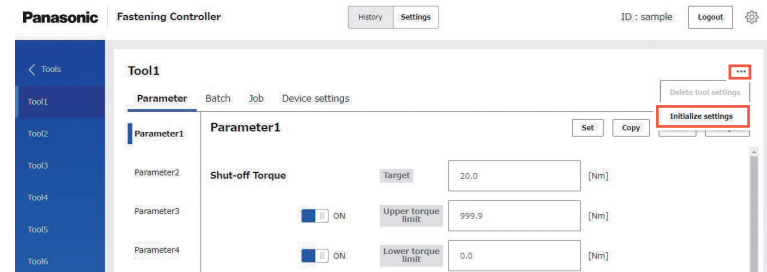 Panasonic Fastening Controller History Settings ID : sample Logout
Tools
Tool1
Tool2
Tool3
Tool4
Tool5
Tool6
Tool1
...
Delete tool settings
Initialize settings
Parameter Batch Job Device settings
Parameter1
Parameter2
Parameter3
Parameter4
Parameter1 Set Copy
Shut-off Torque Target 20.0 [Nm]
ON Upper torque
limit 999.9 [Nm]
ON Lower torque
limit 0.0 [Nm]